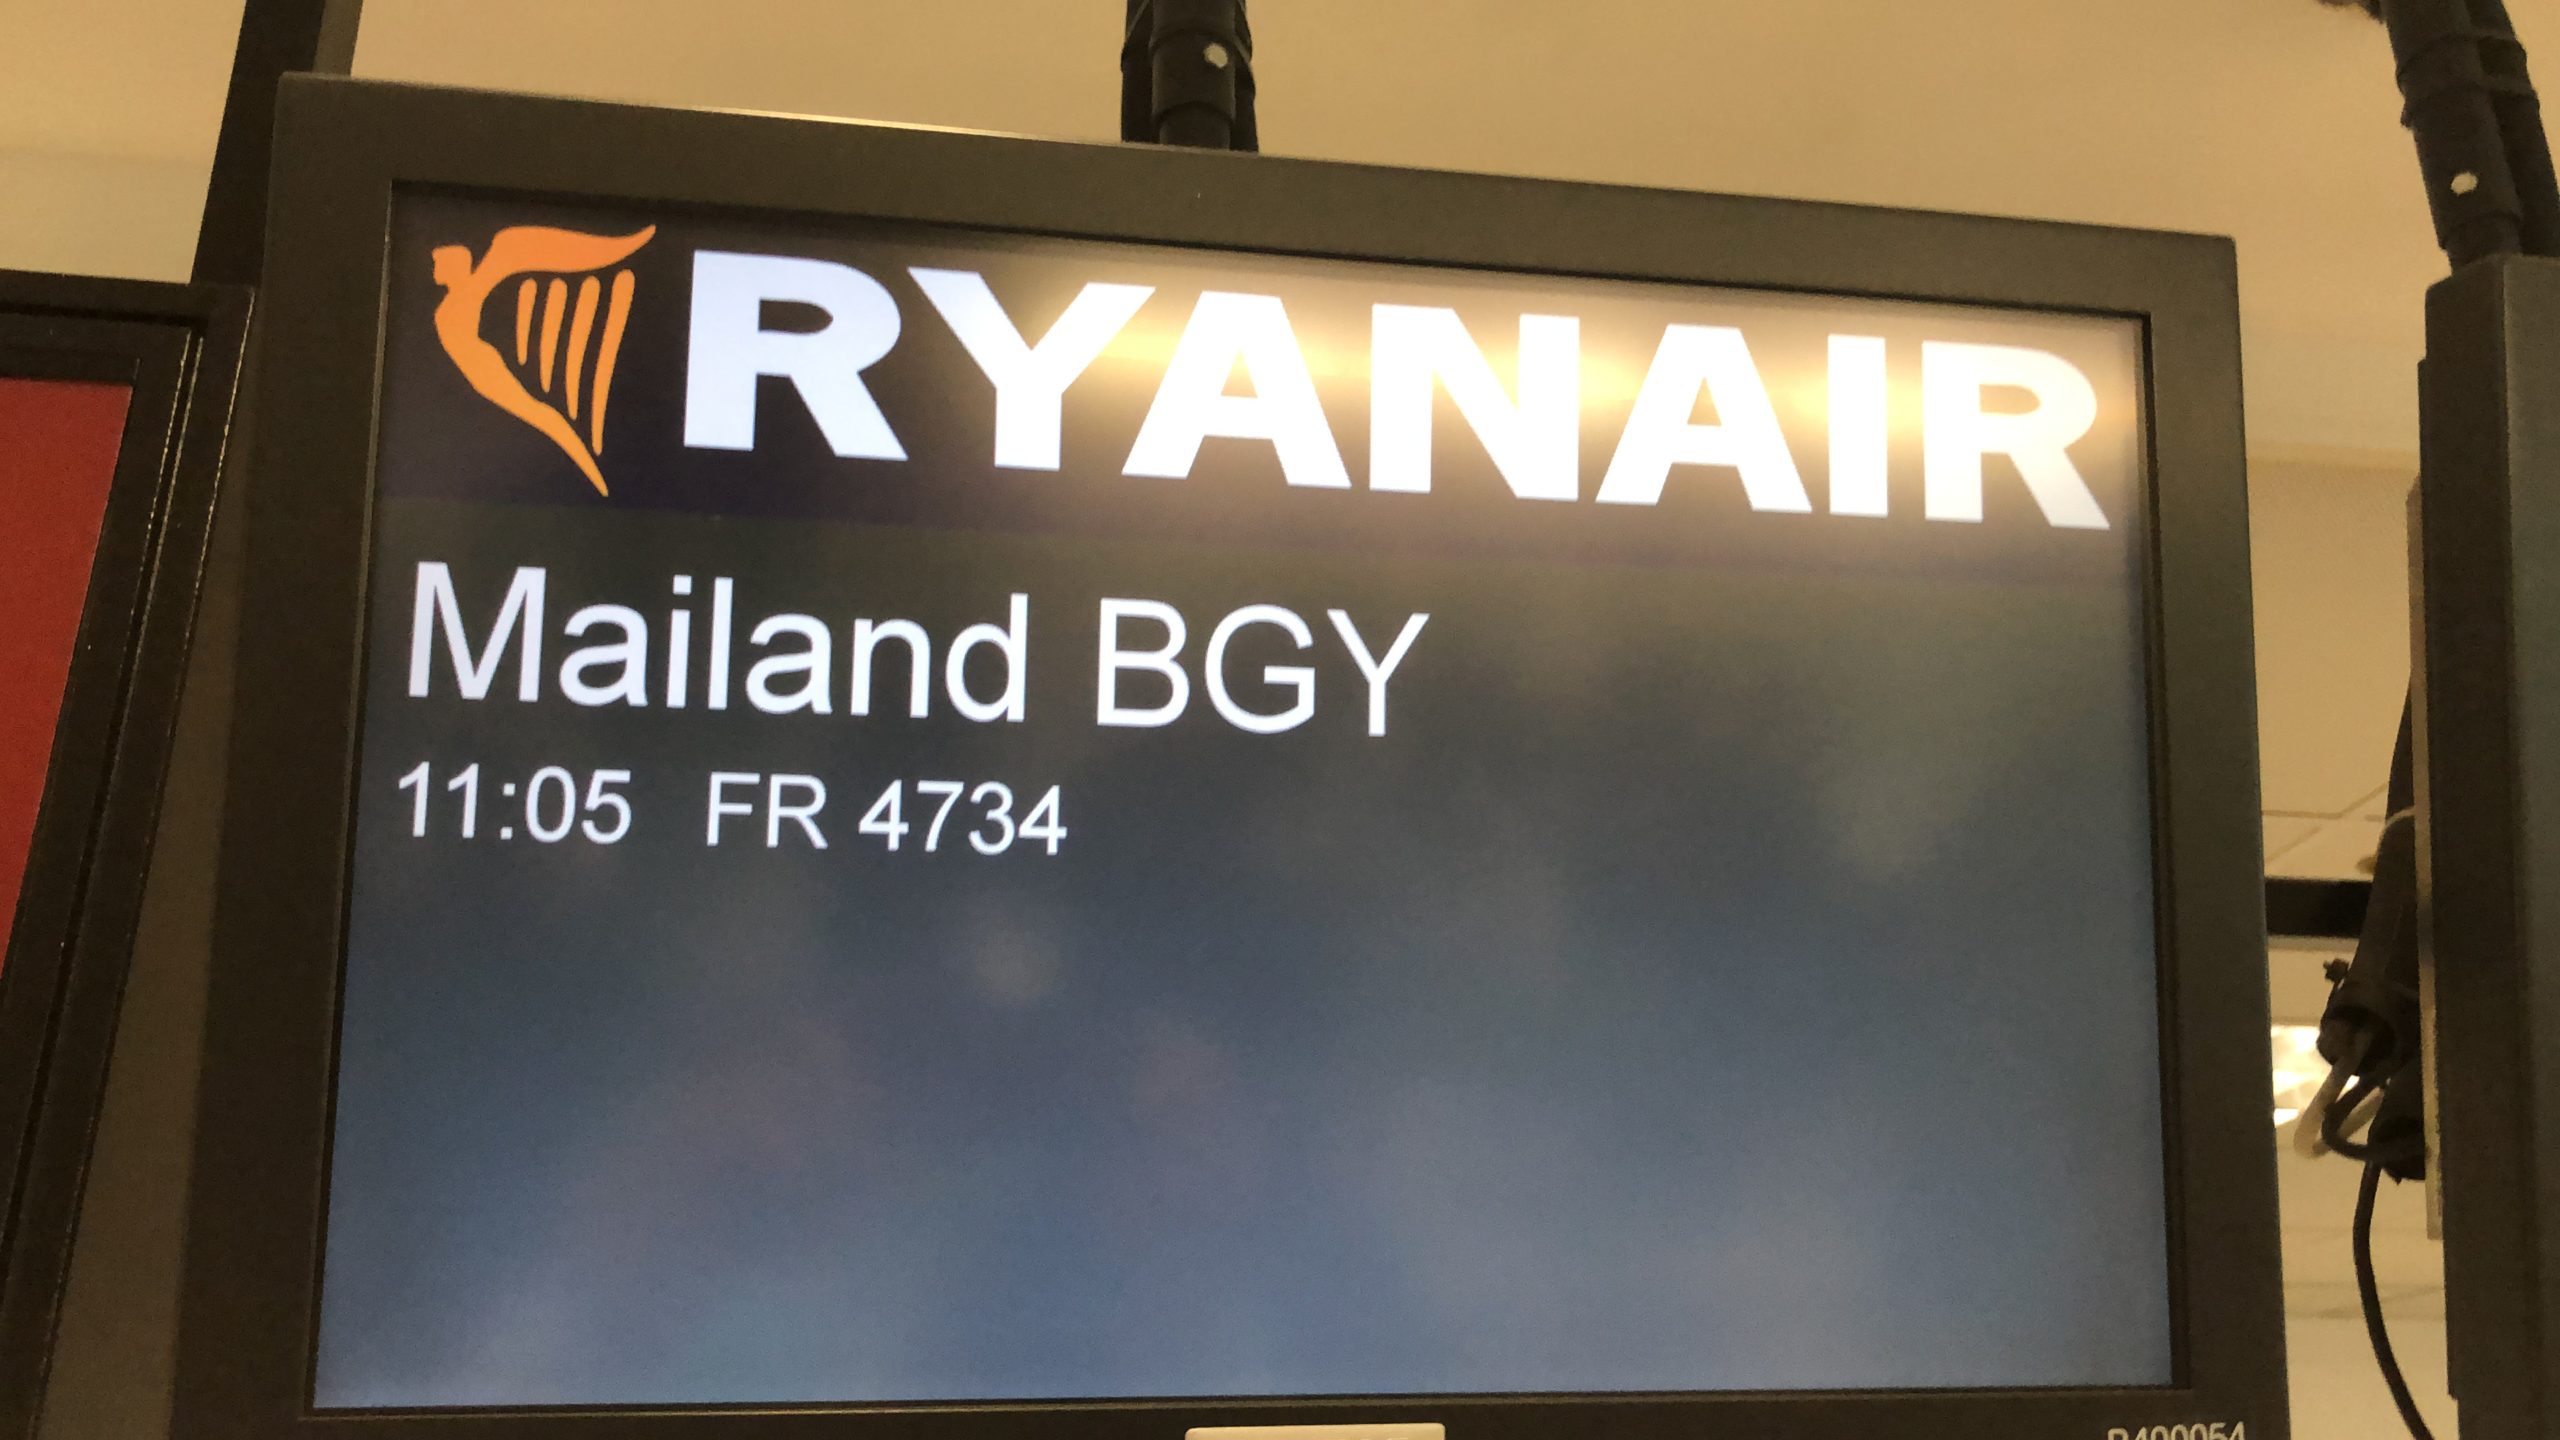 RYANAIR
Mailand BGY
11:05 FR 4734